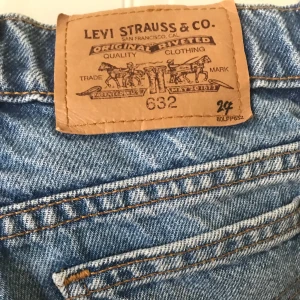 LEVI STRAUSS & CO.
SAN FRANCISCO, CAL.
ORIGINAL RIVETED
QUALITY CLOTHING
TRADE MARK
632
24